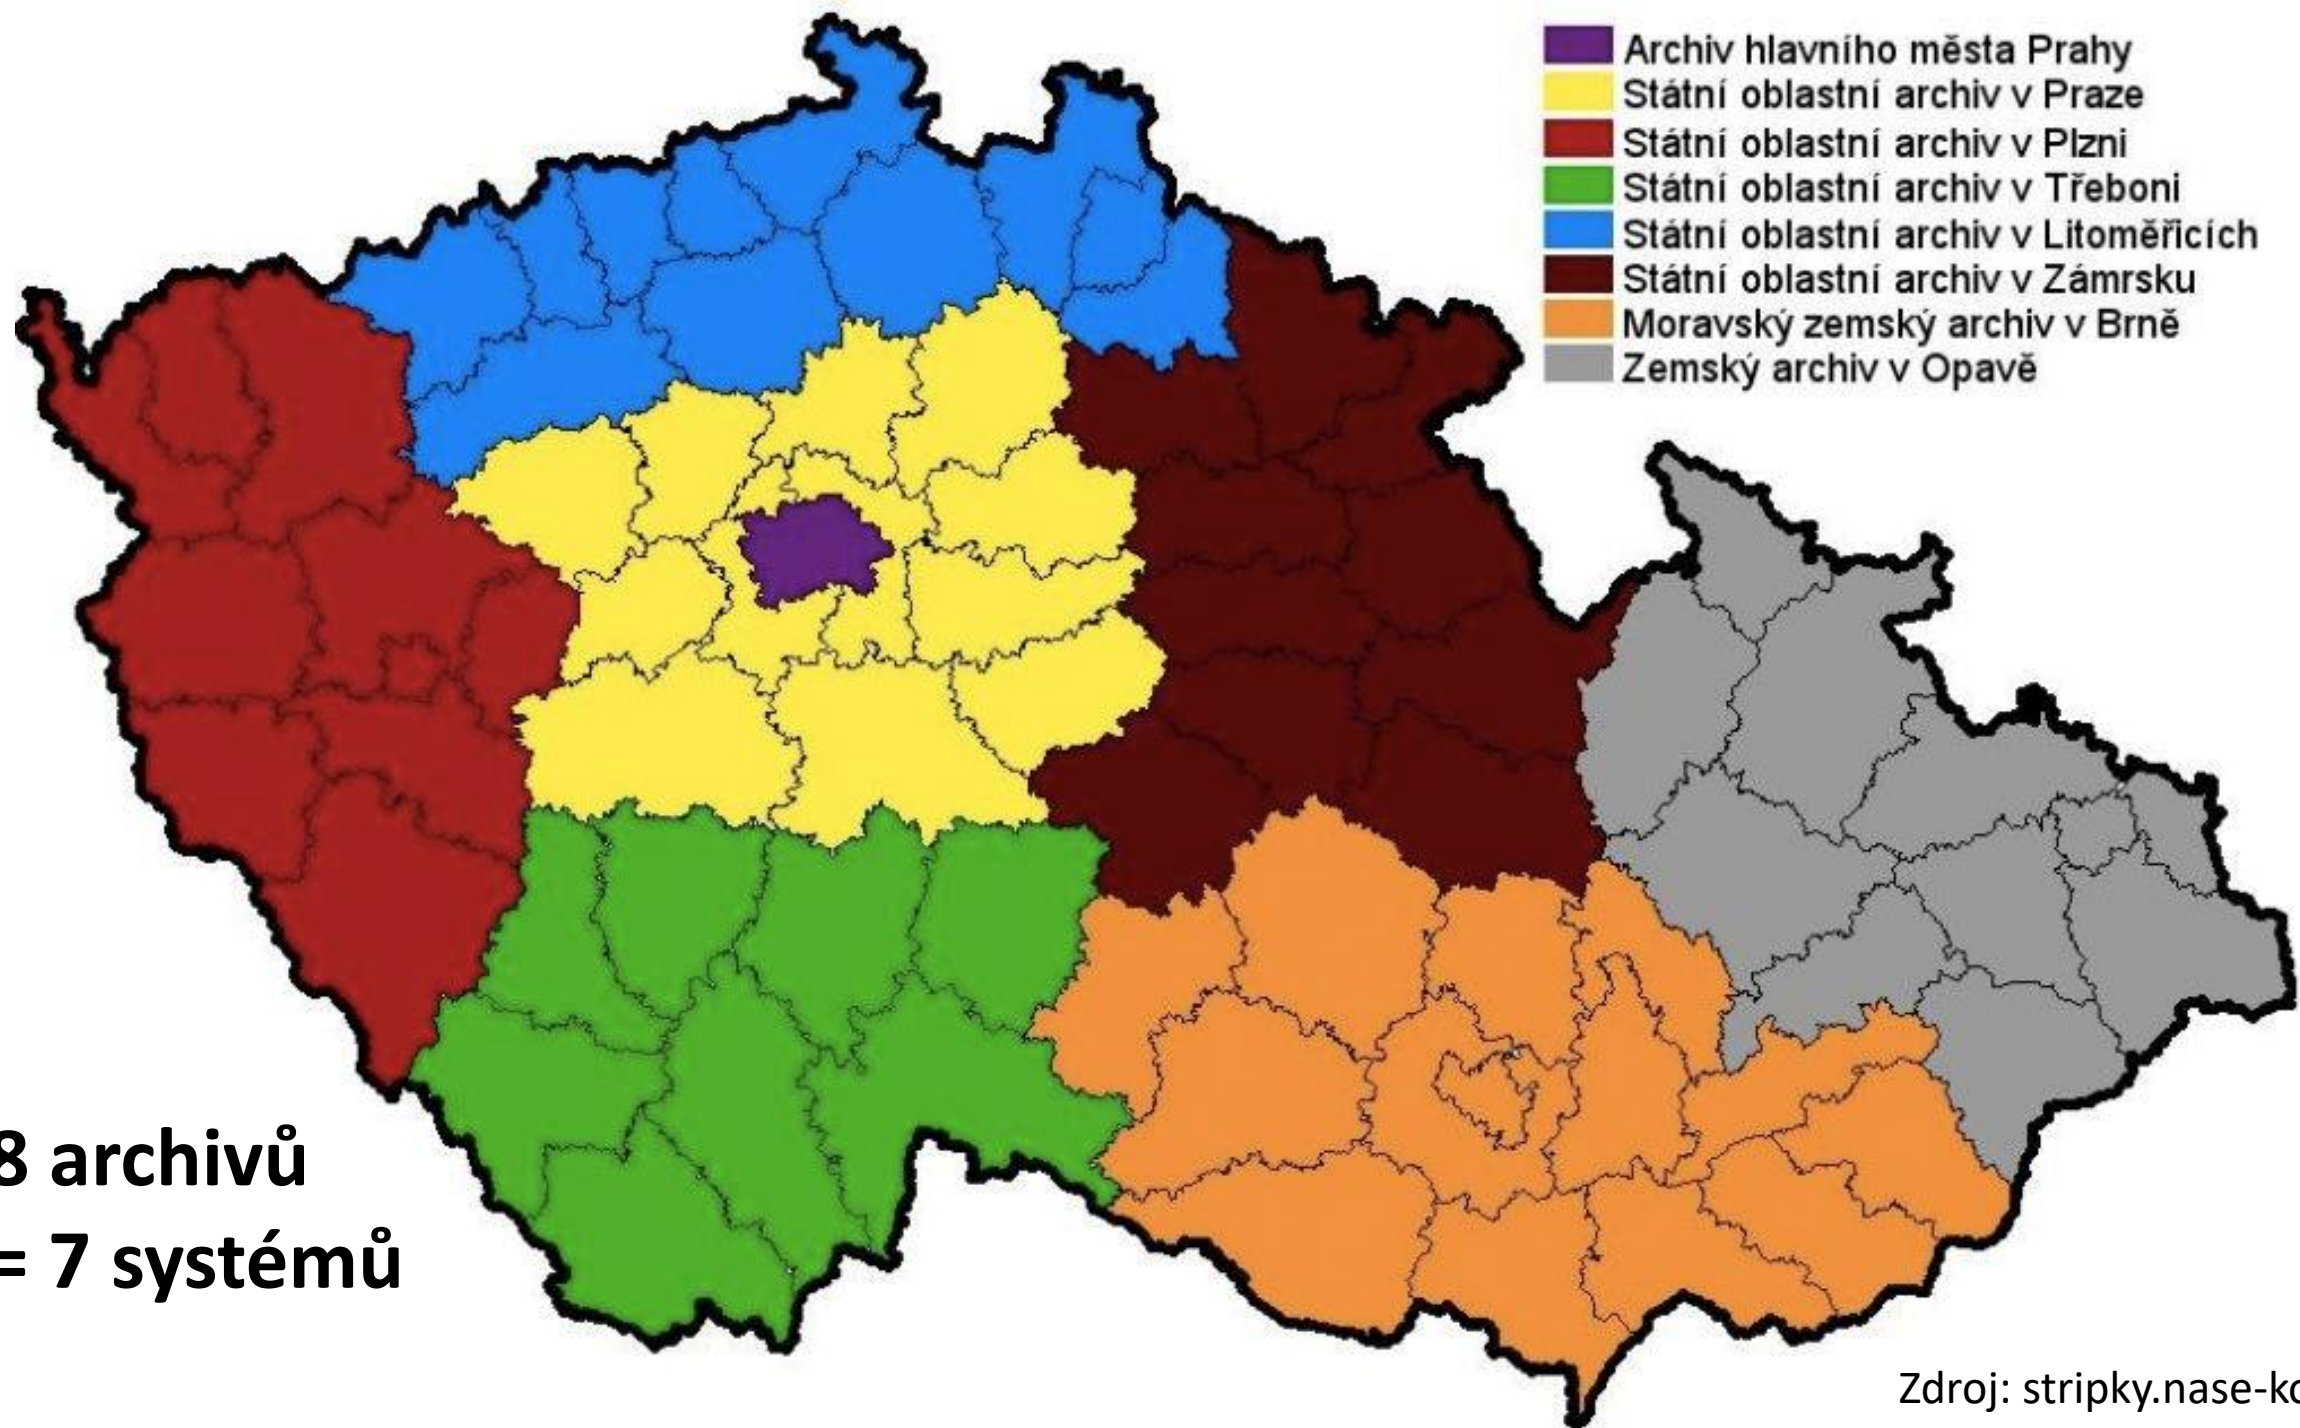 Archiv hlavního města Prahy
Státní oblastní archiv v Praze
Státní oblastní archiv v Plzni
Státní oblastní archiv v Třeboni
Státní oblastní archiv v Litoměřicích
Státní oblastní archiv v Zámrsku
Moravský zemský archiv v Brně
Zemský archiv v Opavě
8 archivů
= 7 systémů
Zdroj: stripky.nase-ko